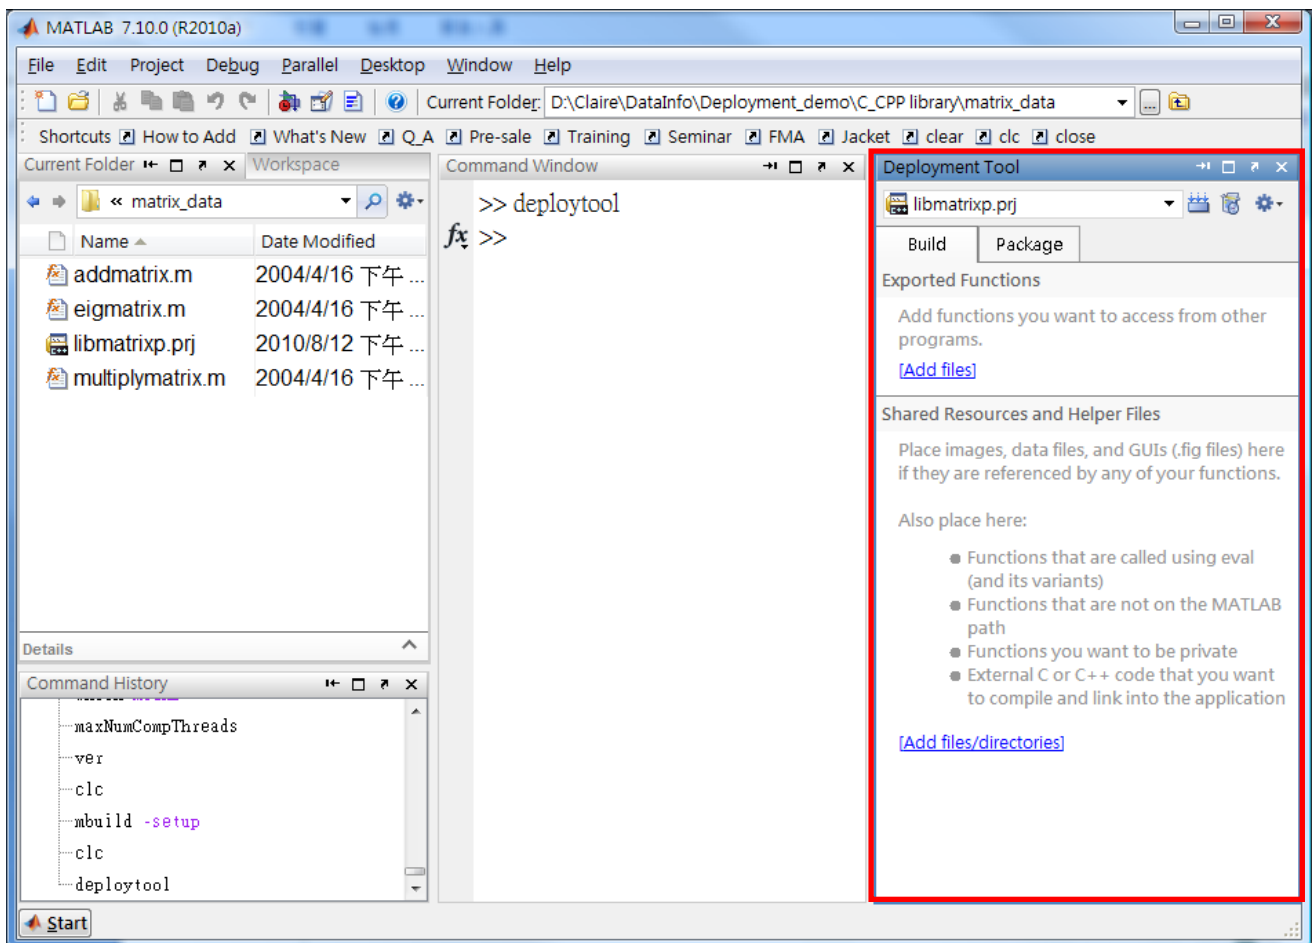 MATLAB 7.10.0 (R2010a)
File Edit Project Debug Parallel Desktop Window Help
Current Folder: D:\Claire\DataInfo\Deployment_demo\C_CPP library\matrix_data
Shortcuts How to Add What's New Q_A Pre-sale Training Seminar FMA Jacket clear clc close
Current Folder Workspace
« matrix_data
Name Date Modified
addmatrix.m 2004/4/16 下午 ...
eigmatrix.m 2004/4/16 下午 ...
libmatrixp.prj 2010/8/12 下午 ...
multiplymatrix.m 2004/4/16 下午 ...
Details
Command History
maxNumCompThreads
ver
clc
mbuild -setup
clc
deploytool
Start
Command Window
>> deploytool
fx >>
Deployment Tool
libmatrixp.prj
Build Package
Exported Functions
Add functions you want to access from other
programs.
[Add files]
Shared Resources and Helper Files
Place images, data files, and GUIs (.fig files) here
if they are referenced by any of your functions.
Also place here:
Functions that are called using eval
(and its variants)
Functions that are not on the MATLAB
path
Functions you want to be private
External C or C++ code that you want
to compile and link into the application
[Add files/directories]